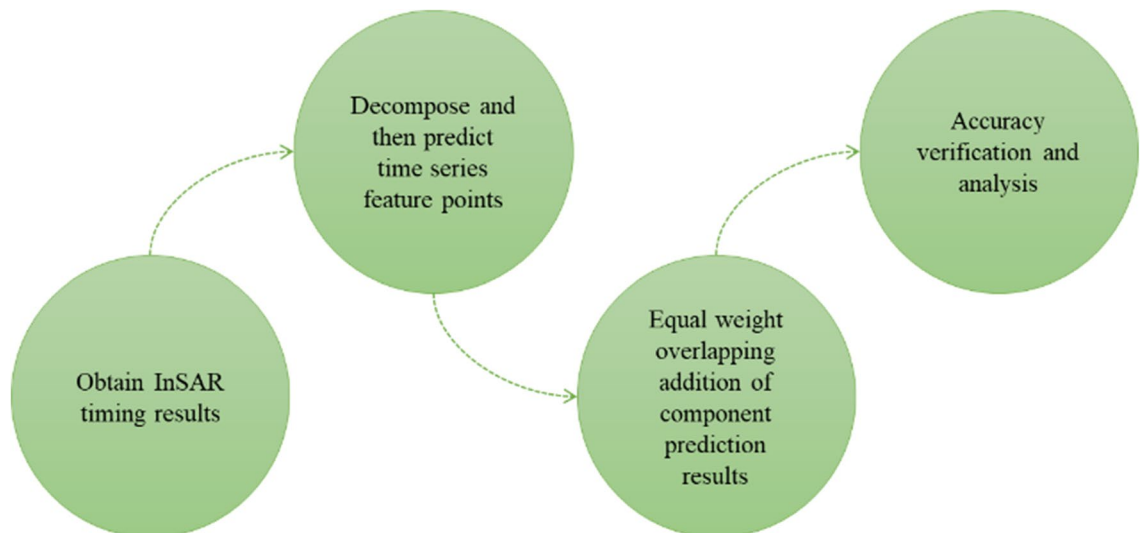 Obtain InSAR
timing results
Decompose and
then predict
time series
feature points
Equal weight
overlapping
addition of
component
prediction
results
Accuracy
verification and
analysis